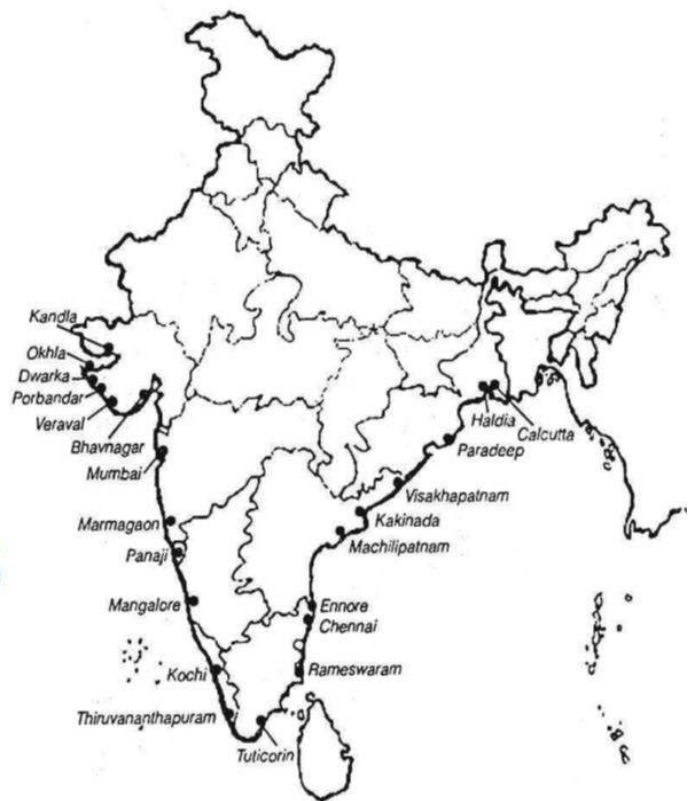 Kandla
Okhla
Dwarka
Porbandar
Veraval
Bhavnagar
Mumbai
Marmagaon
Panaji
Mangalore
Kochi
Thiruvananthapuram
Tuticorin
Rameswaram
Chennai
Ennore
Machilipatnam
Kakinada
Visakhapatnam
Paradeep
Haldia
Calcutta